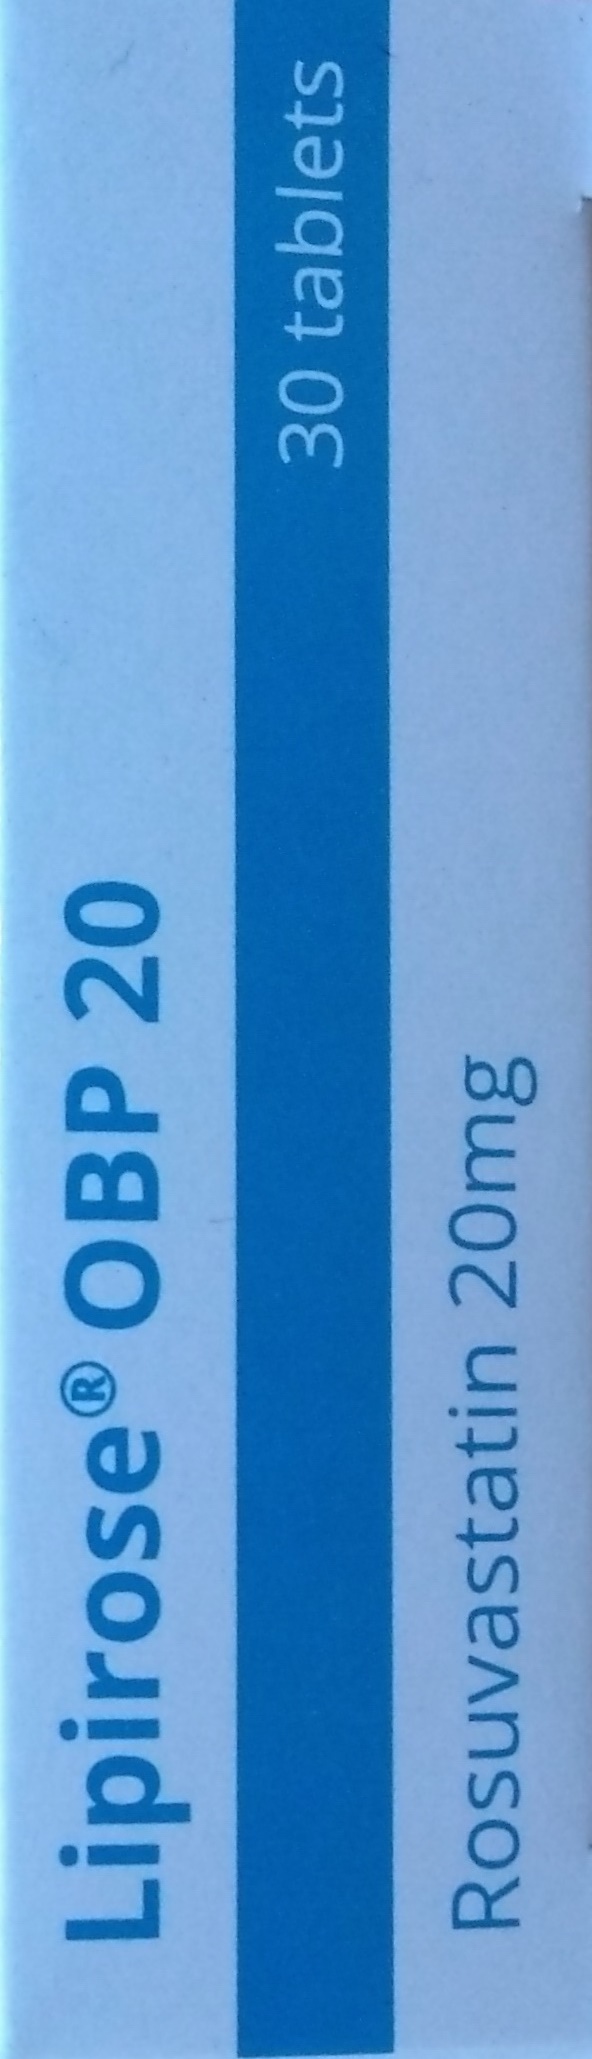 Lipirose® OBP 20
30 tablets
Rosuvastatin 20mg